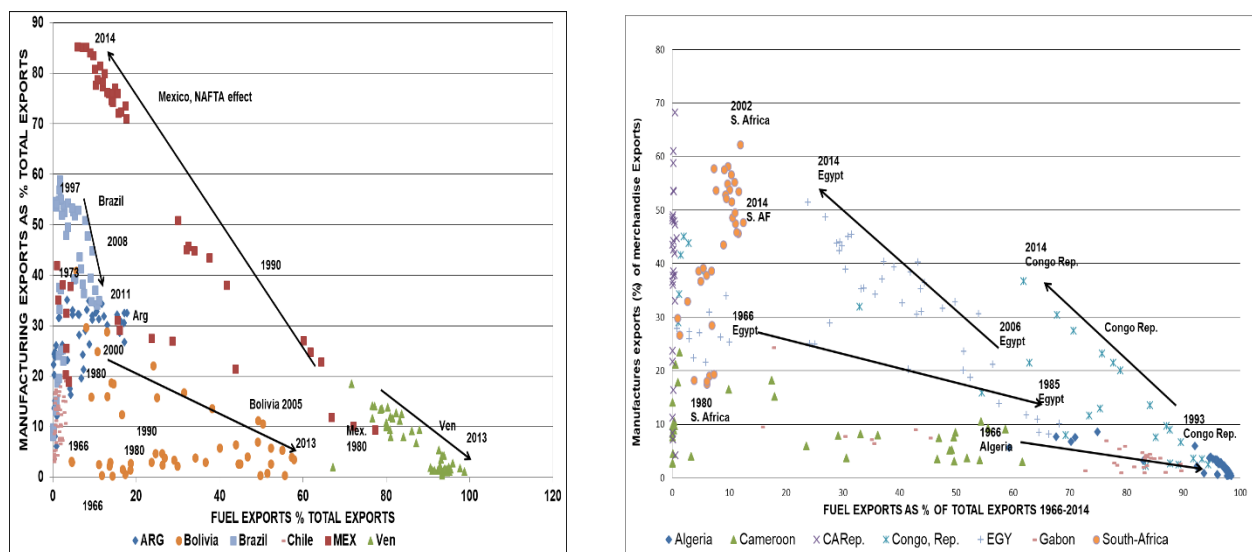 MANUFACTURING EXPORTS AS % TOTAL EXPORTS
90
80
70
60
50
40
30
20
10
0
2014
Mexico, NAFTA effect
1997
Brazil
2008
1990
1973
2011
Arg
2000
1980
Bolivia 2005
1990
Mex.
1980
Ven
2013
2013
1966
1980
1966
0
20
40
60
80
100
120
FUEL EXPORTS % TOTAL EXPORTS
ARG
Bolivia
Brazil
Chile
MEX
Ven
Manufactures exports (%) of merchandise Exports)
80
70
60
50
40
30
20
10
0
2002
S. Africa
2014
Egypt
2014
S. AF
2014
Congo Rep.
1966
Egypt
Congo Rep.
2006
Egypt
1985
Egypt
1980
S. Africa
1966
Algeria
1993
Congo Rep.
0
10
20
30
40
50
60
70
80
90
100
FUEL EXPORTS AS % OF TOTAL EXPORTS 1966-2014
Algeria
Cameroon
CARep.
Congo, Rep.
EGY
Gabon
South-Africa